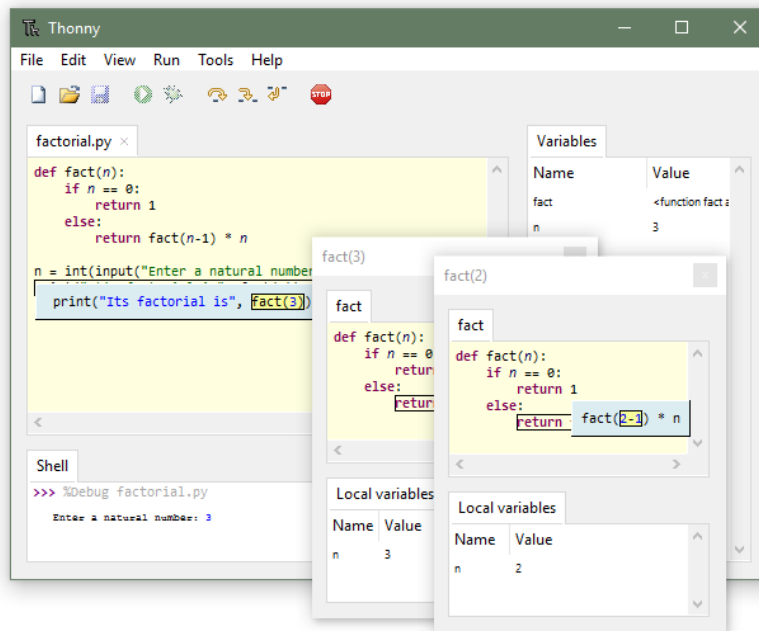 Thonny
File Edit View Run Tools Help
STOP
factorial.py
def fact(n):
if n == 0:
return 1
else:
return fact(n-1) * n
n = int(input("Enter a natural number
print("Its factorial is", fact(3))
Shell
>>> %Debug factorial.py
Enter a natural number: 3
Variables
Name Value
fact <function fact a
n 3
fact(3)
fact
def fact(n):
if n == 0
retur
else:
retur
Local variables
Name Value
n 3
fact(2)
fact
def fact(n):
if n == 0:
return 1
else:
return fact(2-1) * n
Local variables
Name Value
n 2